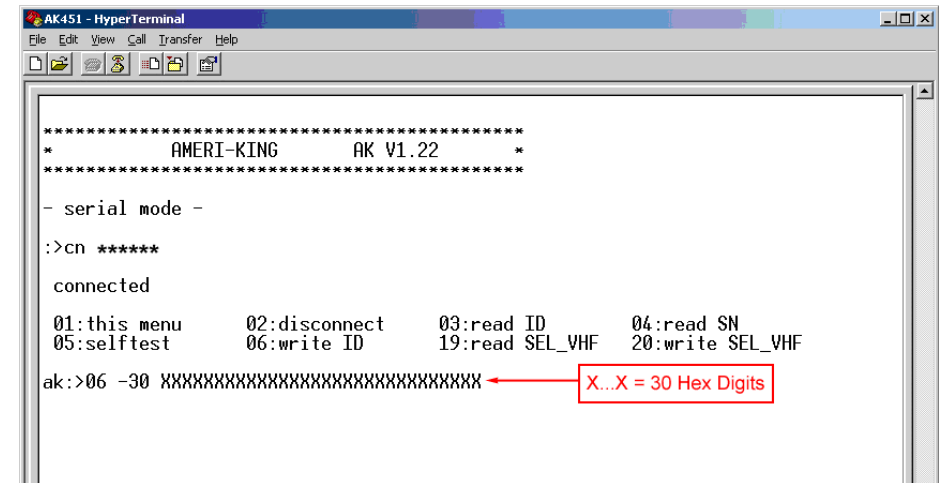 AK451 - HyperTerminal
File Edit View Call Transfer Help
*********************************************
* AMERI-KING AK V1.22 *
*********************************************
- serial mode -
:>cn ******
connected
01:this menu 02:disconnect 03:read ID 04:read SN
05:selftest 06:write ID 19:read SEL_VHF 20:write SEL_VHF
ak:>06 -30 XXXXXXXXXXXXXXXXXXXXXXXXXXXXXX
X...X = 30 Hex Digits